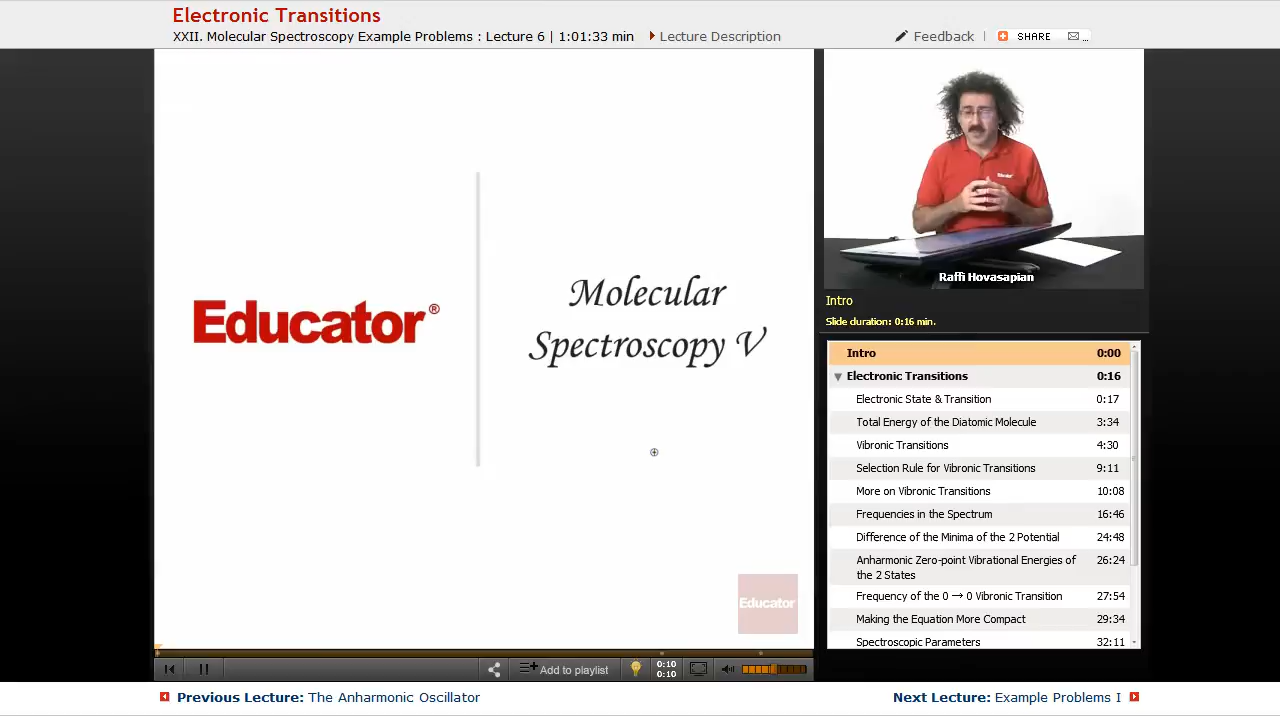 Electronic Transitions
XXII. Molecular Spectroscopy Example Problems : Lecture 6 | 1:01:33 min
Lecture Description
Feedback
SHARE
...
Educator®
Molecular
Spectroscopy V
Educator
Raffi Hovasapian
Intro
Slide duration: 0:16 min.
Intro 0:00
Electronic Transitions 0:16
Electronic State & Transition 0:17
Total Energy of the Diatomic Molecule 3:34
Vibronic Transitions 4:30
Selection Rule for Vibronic Transitions 9:11
More on Vibronic Transitions 10:08
Frequencies in the Spectrum 16:46
Difference of the Minima of the 2 Potential 24:48
Anharmonic Zero-point Vibrational Energies of 26:24
the 2 States
Frequency of the 0 → 0 Vibronic Transition 27:54
Making the Equation More Compact 29:34
Spectroscopic Parameters 32:11
Add to playlist
0:10
0:10
Previous Lecture: The Anharmonic Oscillator
Next Lecture: Example Problems I